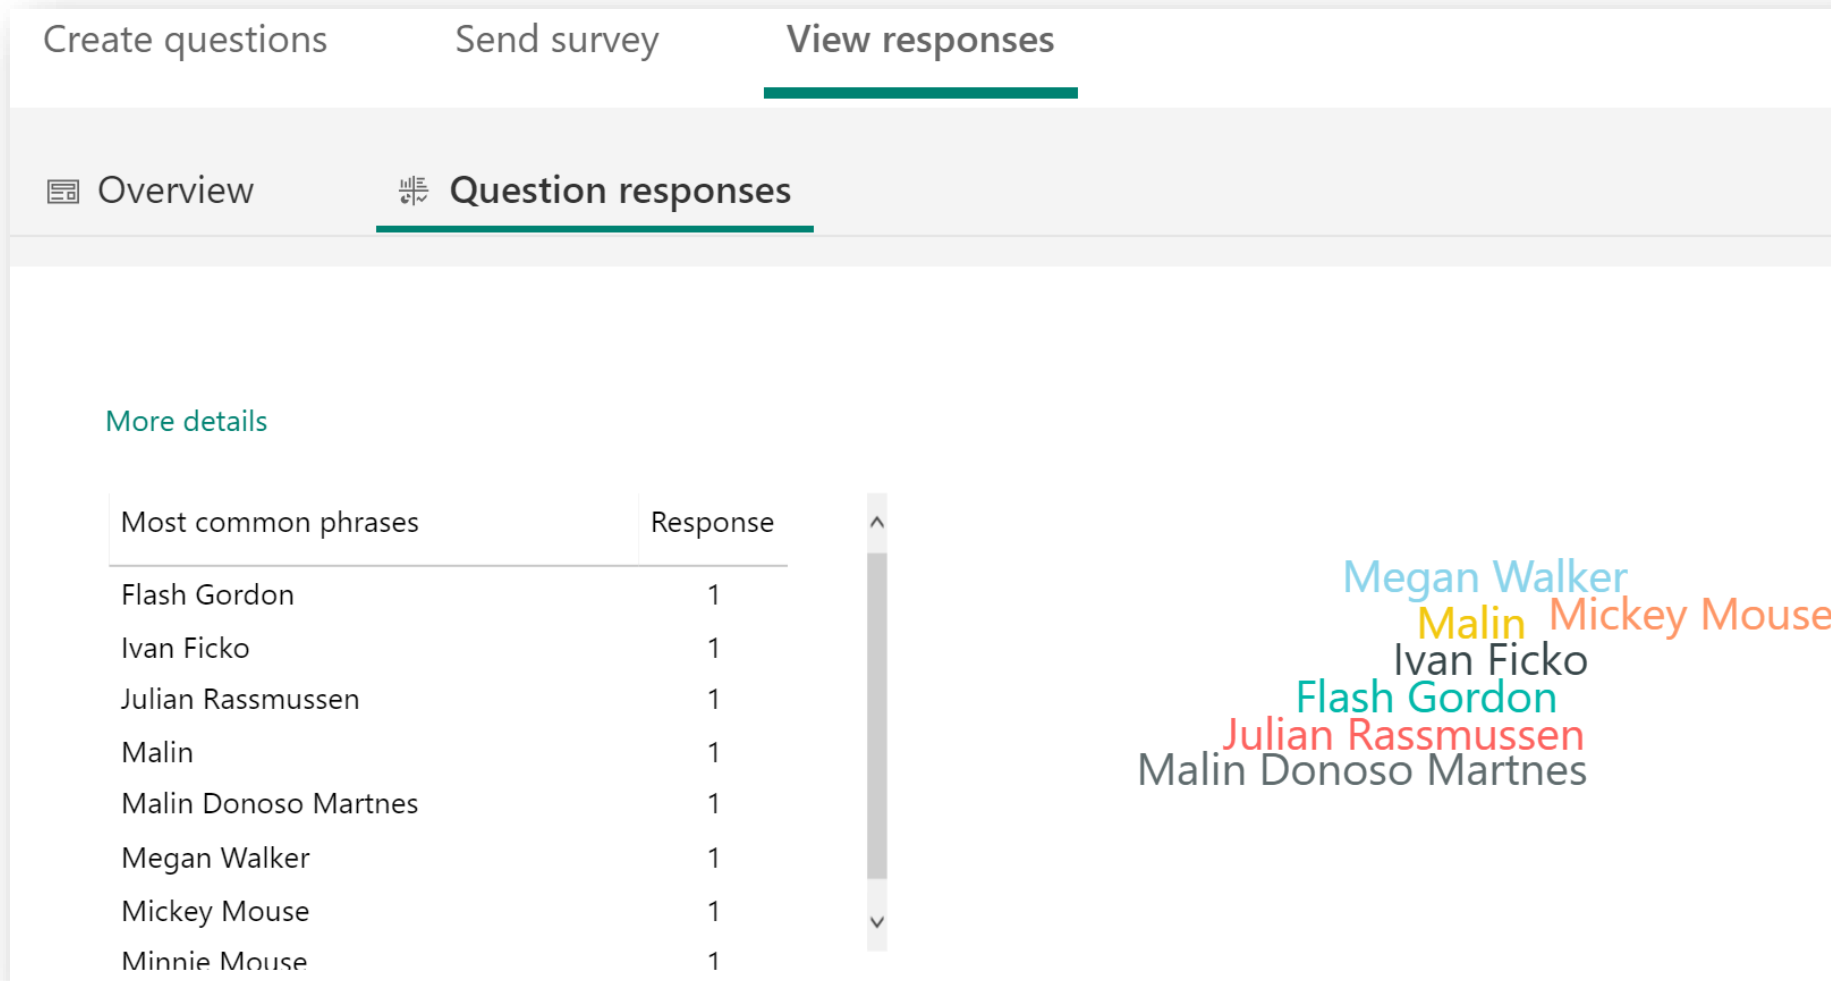 Create questions Send survey View responses
Overview Question responses
More details
Most common phrases Response
Flash Gordon 1
Ivan Ficko 1
Julian Rassmussen 1
Malin 1
Malin Donoso Martnes 1
Megan Walker 1
Mickey Mouse 1
Minnie Mouse 1
Megan Walker
Malin Mickey Mouse
Ivan Ficko
Flash Gordon
Julian Rassmussen
Malin Donoso Martnes